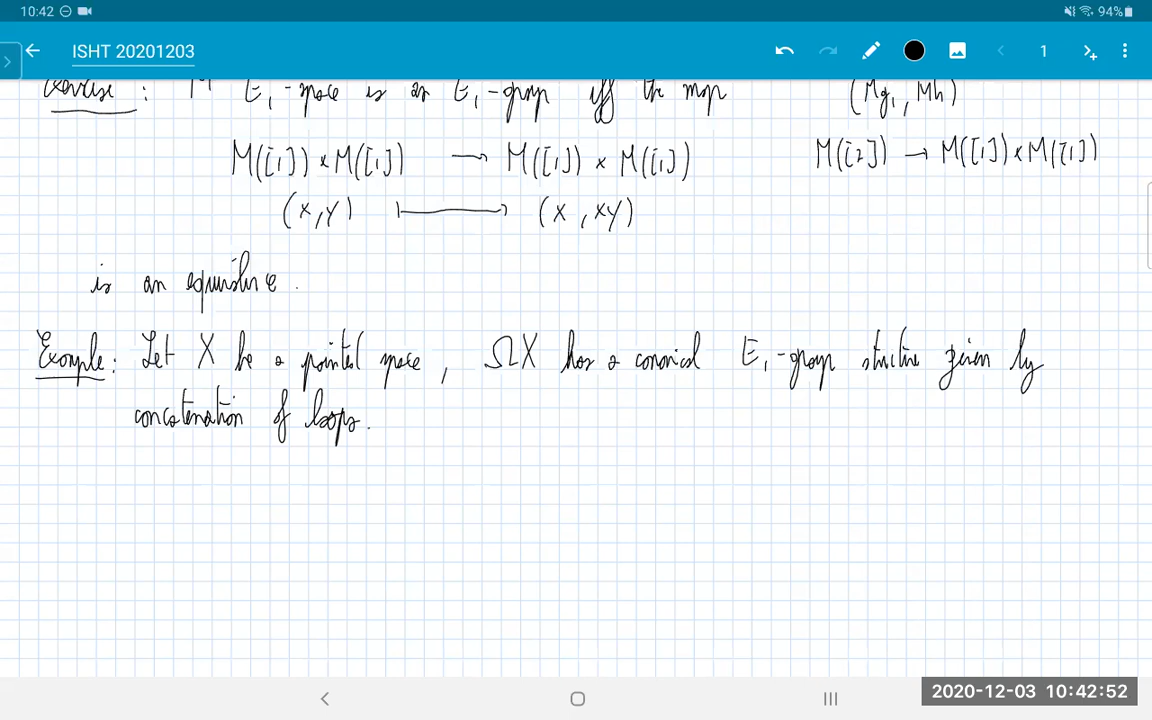 10:42
94%
ISHT 20201203
1
Exercise : M E₁-space is an E₁-group iff the map (Mg, Mh)
M([1]) × M([1]) → M([1]) × M([1]) M([2]) → M([1]) × M([1])
(x,y) ↦ (x, xy)
is an equivalence .
Example: Let X be a pointed space, ΩX has a canonical E₁-group structure given by
concatenation of loops.
2020-12-03 10:42:52